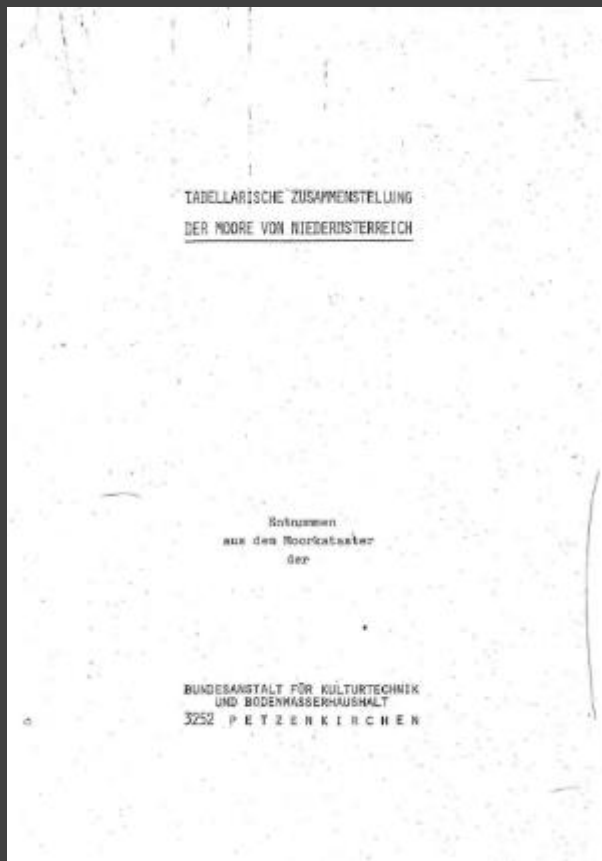 TABELLARISCHE ZUSAMMENSTELLUNG
DER MOORE VON NIEDERÖSTERREICH
Entnommen
aus dem Moorkataster
der
BUNDESANSTALT FÜR KULTURTECHNIK
UND BODENWASSERHAUSHALT
3252 PETZENKIRCHEN